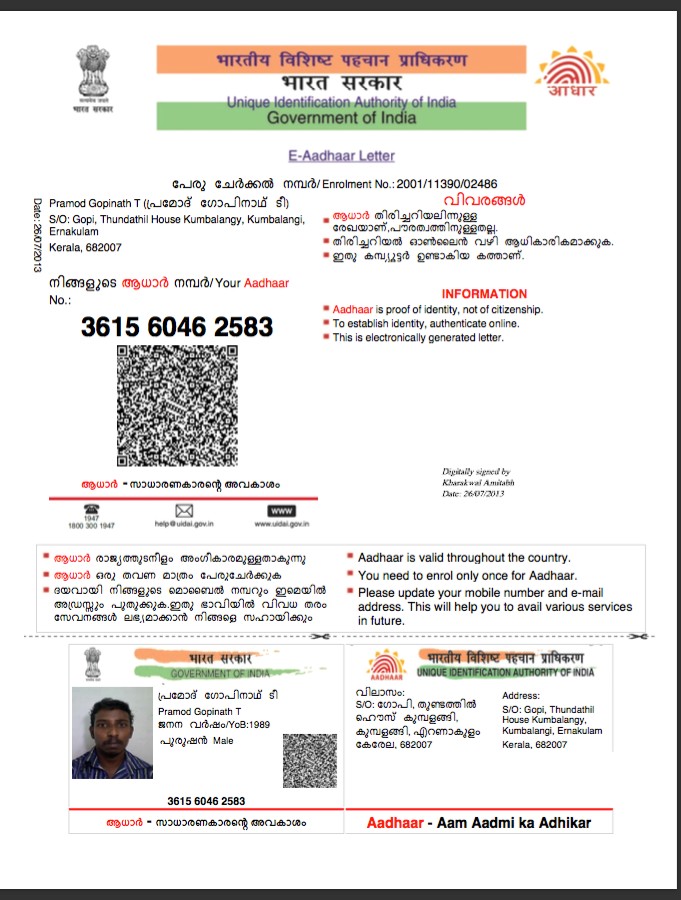 भारतीय विशिष्ट पहचान प्राधिकरण
भारत सरकार
Unique Identification Authority of India
Government of India
भारत सरकार
आधार
E-Aadhaar Letter
പേരു ചേർക്കൽ നമ്പർ/ Enrolment No.: 2001/11390/02486
Date: 26/07/2013
Pramod Gopinath T ((പ്രമോദ് ഗോപിനാഥ് ടീ)
S/O: Gopi, Thundathil House Kumbalangy, Kumbalangi,
Ernakulam
Kerala, 682007
വിവരങ്ങൾ
ആധാർ തിരിച്ചറിയലിനുള്ള
രേഖയാണ്,പൗരത്വത്തിനുള്ളതല്ല.
തിരിച്ചറിയൽ ഓൺലൈൻ വഴി ആധികാരികമാക്കുക.
ഇതു കമ്പ്യൂട്ടർ ഉണ്ടാകിയ കത്താണ്.
നിങ്ങളുടെ ആധാർ നമ്പർ/ Your Aadhaar
No.:
3615 6046 2583
INFORMATION
Aadhaar is proof of identity, not of citizenship.
To establish identity, authenticate online.
This is electronically generated letter.
Digitally signed by
Kharakwal Amitabh
Date: 26/07/2013
ആധാർ - സാധാരണകാരന്റെ അവകാശം
1947
1800 300 1947
help@uidai.gov.in
www
www.uidai.gov.in
ആധാർ രാജ്യത്തുടനീളം അംഗീകാരമുള്ളതാകുന്നു
ആധാർ ഒരു തവണ മാത്രം പേരുചേർക്കുക
ദയവായി നിങ്ങളുടെ മൊബൈൽ നമ്പറും ഇമെയിൽ
അഡ്രസ്സും പുതുക്കുക.ഇതു ഭാവിയിൽ വിവധ തരം
സേവനങ്ങൾ ലഭ്യമാക്കാൻ നിങ്ങളെ സഹായിക്കും
Aadhaar is valid throughout the country.
You need to enrol only once for Aadhaar.
Please update your mobile number and e-mail
address. This will help you to avail various services
in future.
भारत सरकार
GOVERNMENT OF INDIA
പ്രമോദ് ഗോപിനാഥ് ടീ
Pramod Gopinath T
ജനന വർഷം/YoB:1989
പുരുഷൻ Male
3615 6046 2583
ആധാർ - സാധാരണകാരന്റെ അവകാശം
AADHAAR
भारतीय विशिष्ट पहचान प्राधिकरण
UNIQUE IDENTIFICATION AUTHORITY OF INDIA
വിലാസം:
S/O: ഗോപി, തുണ്ടത്തിൽ
ഹൌസ് കുമ്പളങ്ങി,
കുമ്പളങ്ങി, എറണാകുളം
കേരേല, 682007
Address:
S/O: Gopi, Thundathil
House Kumbalangy,
Kumbalangi, Ernakulam
Kerala, 682007
Aadhaar - Aam Aadmi ka Adhikar